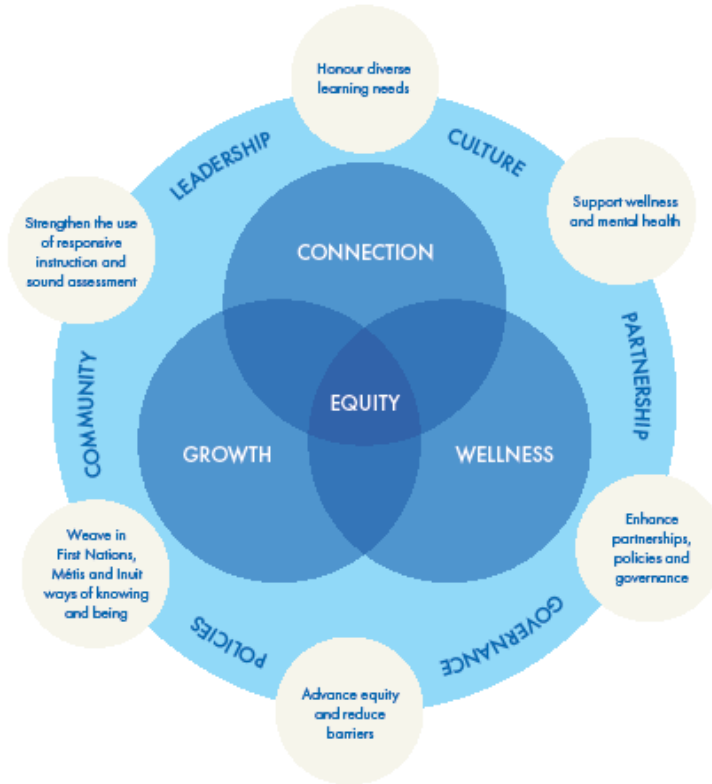 Honour diverse
learning needs
LEADERSHIP
CULTURE
Strengthen the use
of responsive
instruction and
sound assessment
Support wellness
and mental health
CONNECTION
PARTNERSHIP
COMMUNITY
EQUITY
GROWTH
WELLNESS
Weave in
First Nations,
Métis and Inuit
ways of knowing
and being
Enhance
partnerships,
policies and
governance
POLICIES
GOVERNANCE
Advance equity
and reduce
barriers